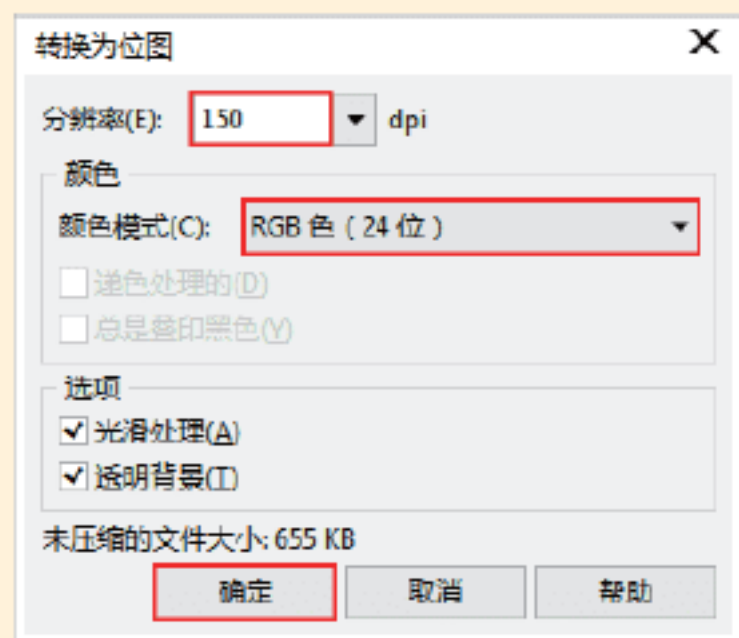 转换为位图
分辨率(E): 150 dpi
颜色
颜色模式(C): RGB 色 ( 24 位 )
递色处理的(D)
总是叠印黑色(Y)
选项
光滑处理(A)
透明背景(T)
未压缩的文件大小: 655 KB
确定 取消 帮助